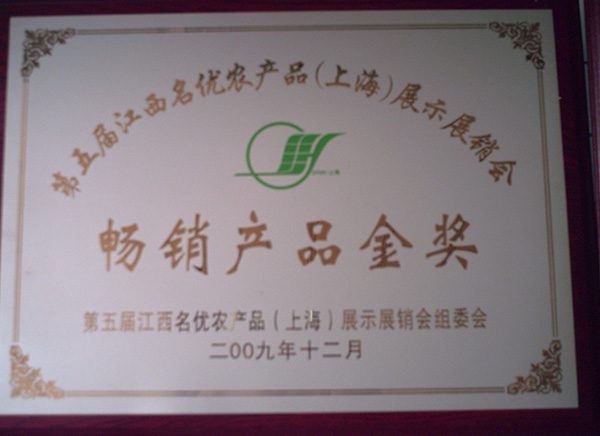 第五届江西名优农产品(上海)展示展销会
畅销产品金奖
第五届江西名优农产品(上海)展示展销会组委会
二00九年十二月